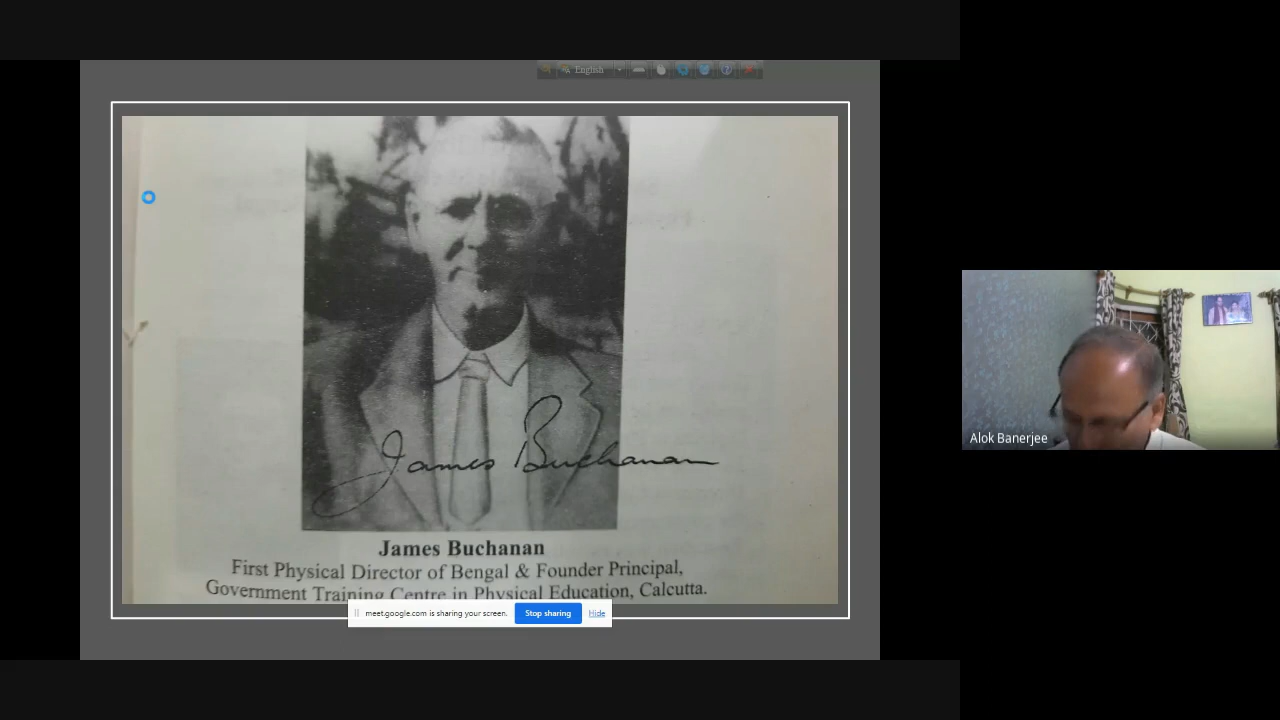 English
James Buchanan
James Buchanan
First Physical Director of Bengal & Founder Principal,
Government Training Centre in Physical Education, Calcutta.
meet.google.com is sharing your screen.
Stop sharing
Hide
Alok Banerjee